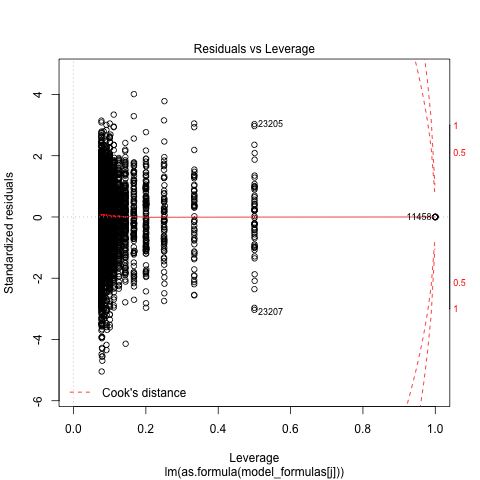 Residuals vs Leverage
Standardized residuals
4
2
0
-2
-4
-6
23205
11458
23207
1
0.5
0.5
1
Cook's distance
0.0 0.2 0.4 0.6 0.8 1.0
Leverage
lm(as.formula(model_formulas[j]))